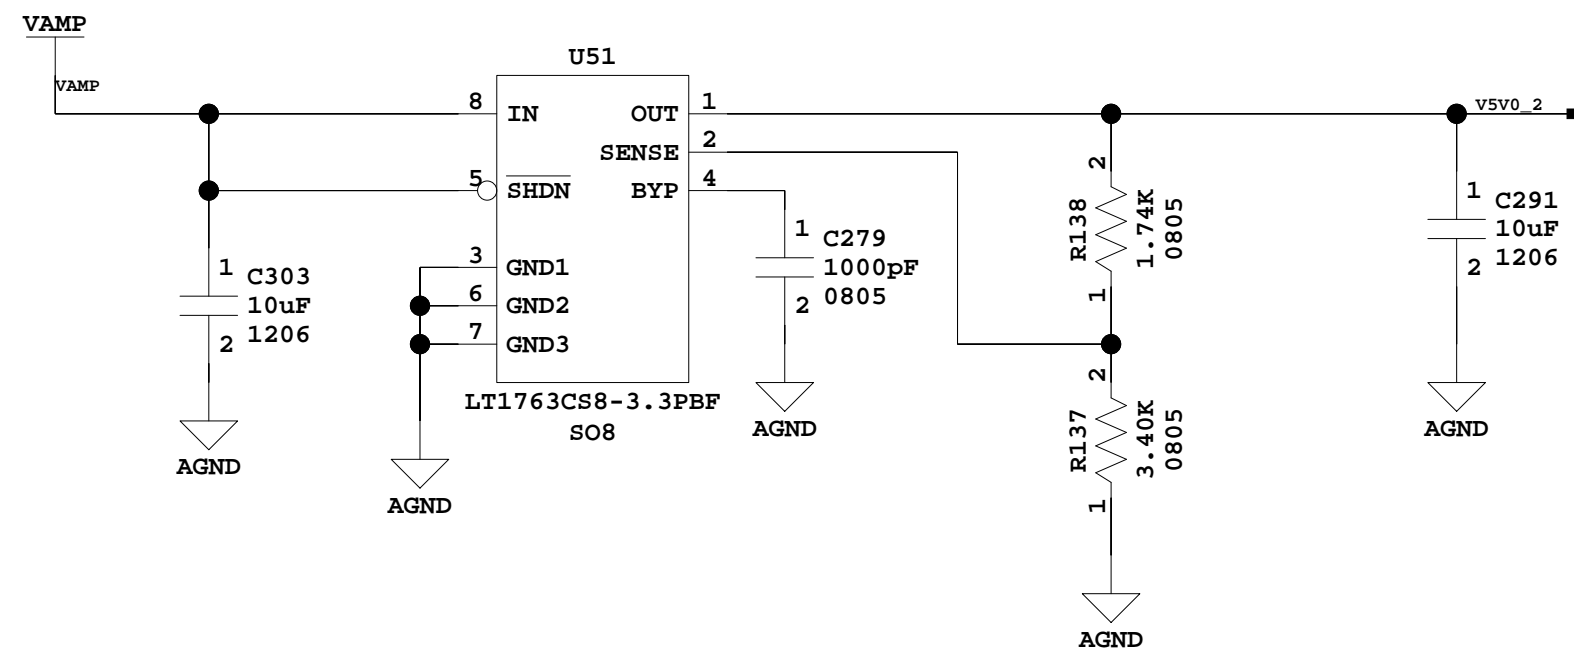 VAMP
VAMP
U51
8 IN
OUT 1
SENSE 2
5 SHDN
BYP 4
3 GND1
6 GND2
7 GND3
LT1763CS8-3.3PBF
SO8
1 C303
10uF
2 1206
AGND
AGND
1 C279
1000pF
2 0805
AGND
2
R138
1.74K
0805
1
2
R137
3.40K
0805
1
AGND
V5V0_2
1 C291
10uF
2 1206
AGND